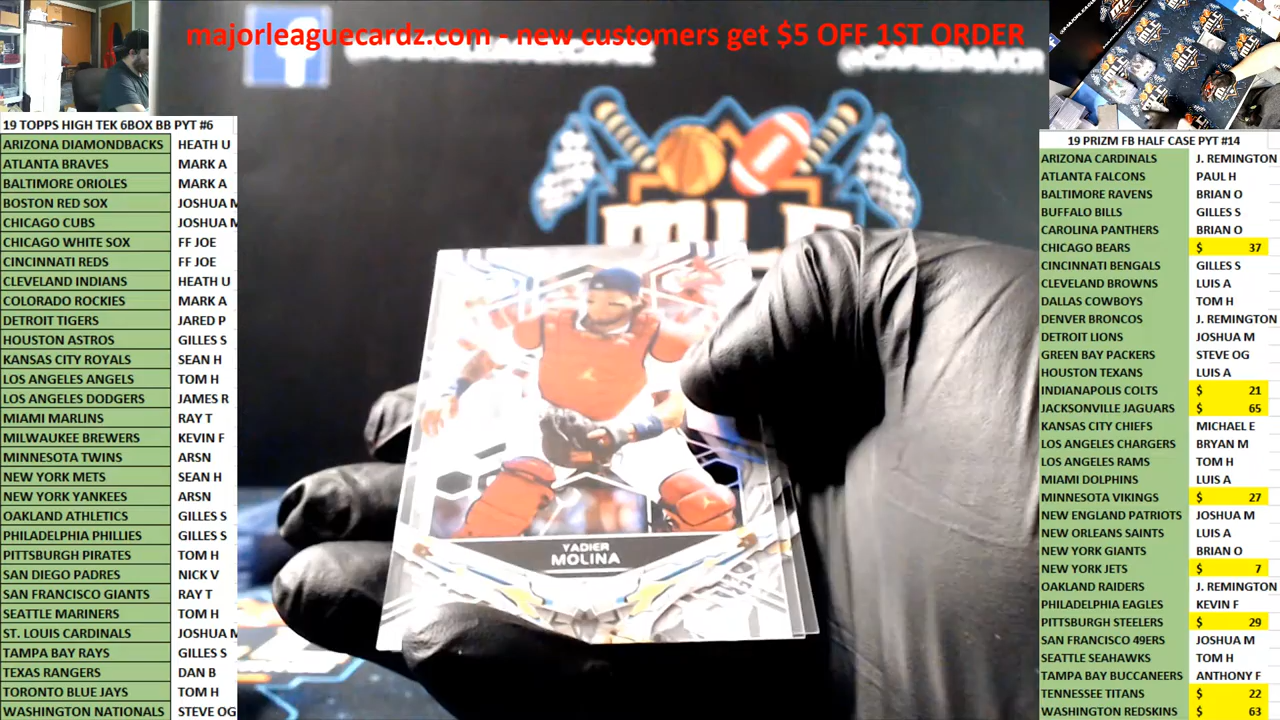 majorleaguecardz.com - new customers get $5 OFF 1ST ORDER
19 TOPPS HIGH TEK 6BOX BB PYT #6
ARIZONA DIAMONDBACKS HEATH U
ATLANTA BRAVES MARK A
BALTIMORE ORIOLES MARK A
BOSTON RED SOX JOSHUA M
CHICAGO CUBS JOSHUA M
CHICAGO WHITE SOX FF JOE
CINCINNATI REDS FF JOE
CLEVELAND INDIANS HEATH U
COLORADO ROCKIES MARK A
DETROIT TIGERS JARED P
HOUSTON ASTROS GILLES S
KANSAS CITY ROYALS SEAN H
LOS ANGELES ANGELS TOM H
LOS ANGELES DODGERS JAMES R
MIAMI MARLINS RAY T
MILWAUKEE BREWERS KEVIN F
MINNESOTA TWINS ARSN
NEW YORK METS SEAN H
NEW YORK YANKEES ARSN
OAKLAND ATHLETICS GILLES S
PHILADELPHIA PHILLIES GILLES S
PITTSBURGH PIRATES TOM H
SAN DIEGO PADRES NICK V
SAN FRANCISCO GIANTS RAY T
SEATTLE MARINERS TOM H
ST. LOUIS CARDINALS JOSHUA M
TAMPA BAY RAYS GILLES S
TEXAS RANGERS DAN B
TORONTO BLUE JAYS TOM H
WASHINGTON NATIONALS STEVE OG
YADIER
MOLINA
19 PRIZM FB HALF CASE PYT #14
ARIZONA CARDINALS J. REMINGTON
ATLANTA FALCONS PAUL H
BALTIMORE RAVENS BRIAN O
BUFFALO BILLS GILLES S
CAROLINA PANTHERS BRIAN O
CHICAGO BEARS $ 37
CINCINNATI BENGALS GILLES S
CLEVELAND BROWNS LUIS A
DALLAS COWBOYS TOM H
DENVER BRONCOS J. REMINGTON
DETROIT LIONS JOSHUA M
GREEN BAY PACKERS STEVE OG
HOUSTON TEXANS LUIS A
INDIANAPOLIS COLTS $ 21
JACKSONVILLE JAGUARS $ 65
KANSAS CITY CHIEFS MICHAEL E
LOS ANGELES CHARGERS BRYAN M
LOS ANGELES RAMS TOM H
MIAMI DOLPHINS LUIS A
MINNESOTA VIKINGS $ 27
NEW ENGLAND PATRIOTS JOSHUA M
NEW ORLEANS SAINTS LUIS A
NEW YORK GIANTS BRIAN O
NEW YORK JETS $ 7
OAKLAND RAIDERS J. REMINGTON
PHILADELPHIA EAGLES KEVIN F
PITTSBURGH STEELERS $ 29
SAN FRANCISCO 49ERS JOSHUA M
SEATTLE SEAHAWKS TOM H
TAMPA BAY BUCCANEERS ANTHONY F
TENNESSEE TITANS $ 22
WASHINGTON REDSKINS $ 63